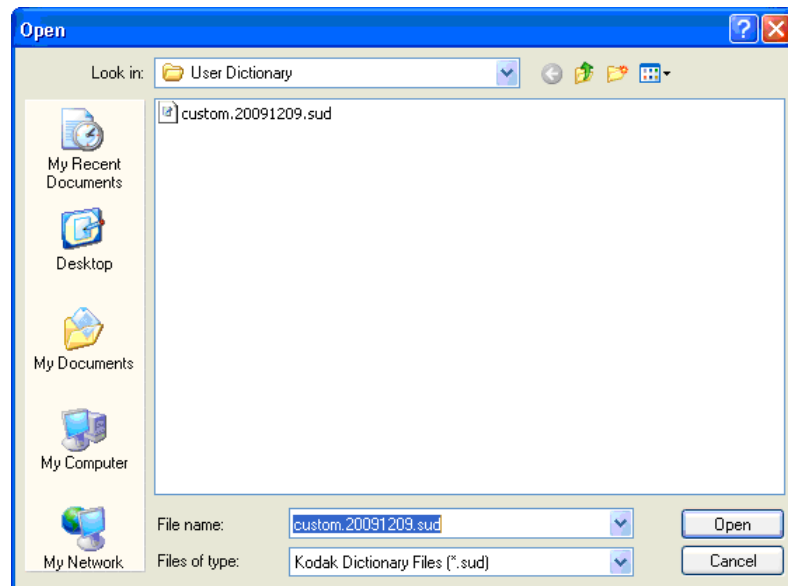 Open
Look in: User Dictionary
custom.20091209.sud
My Recent
Documents
Desktop
My Documents
My Computer
My Network
File name: custom.20091209.sud Open
Files of type: Kodak Dictionary Files (*.sud) Cancel